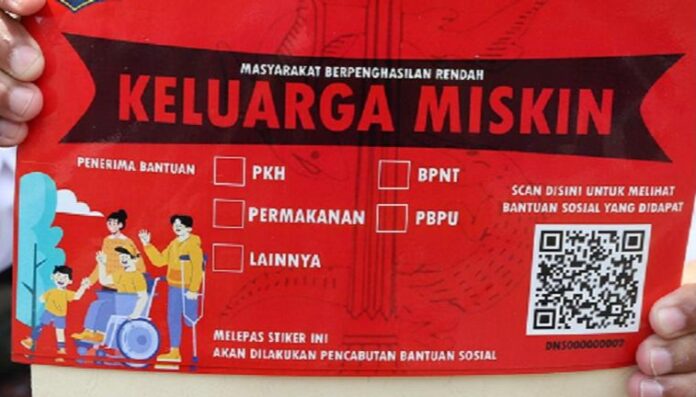 MASYARAKAT BERPENGHASILAN RENDAH
KELUARGA MISKIN
PENERIMA BANTUAN
PKH
BPNT
PERMAKANAN
PBPU
LAINNYA
SCAN DISINI UNTUK MELIHAT
BANTUAN SOSIAL YANG DIDAPAT
DNS000000002
MELEPAS STIKER INI
AKAN DILAKUKAN PENCABUTAN BANTUAN SOSIAL